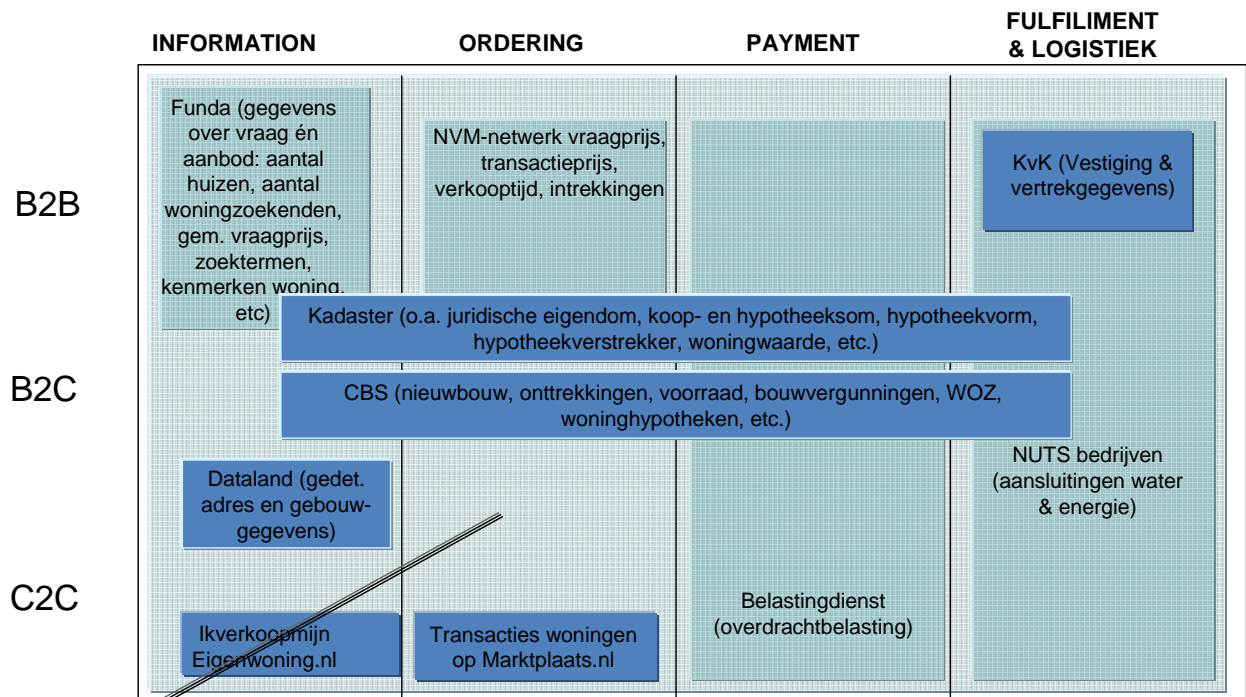 INFORMATION
ORDERING
PAYMENT
FULFILIMENT
& LOGISTIEK
B2B
Funda (gegevens
over vraag én
aanbod: aantal
huizen, aantal
woningzoekenden,
gem. vraagprijs,
zoektermen,
kenmerken woning,
etc)
NVM-netwerk vraagprijs,
transactieprijs,
verkooptijd, intrekkingen
KvK (Vestiging &
vertrekgegevens)
Kadaster (o.a. juridische eigendom, koop- en hypotheeksom, hypotheekvorm,
hypotheekverstrekker, woningwaarde, etc.)
B2C
CBS (nieuwbouw, onttrekkingen, voorraad, bouwvergunningen, WOZ,
woninghypotheken, etc.)
Dataland (gedet.
adres en gebouw-
gegevens)
NUTS bedrijven
(aansluitingen water
& energie)
C2C
Ikverkoopmijn
Eigenwoning.nl
Transacties woningen
op Marktplaats.nl
Belastingdienst
(overdrachtbelasting)